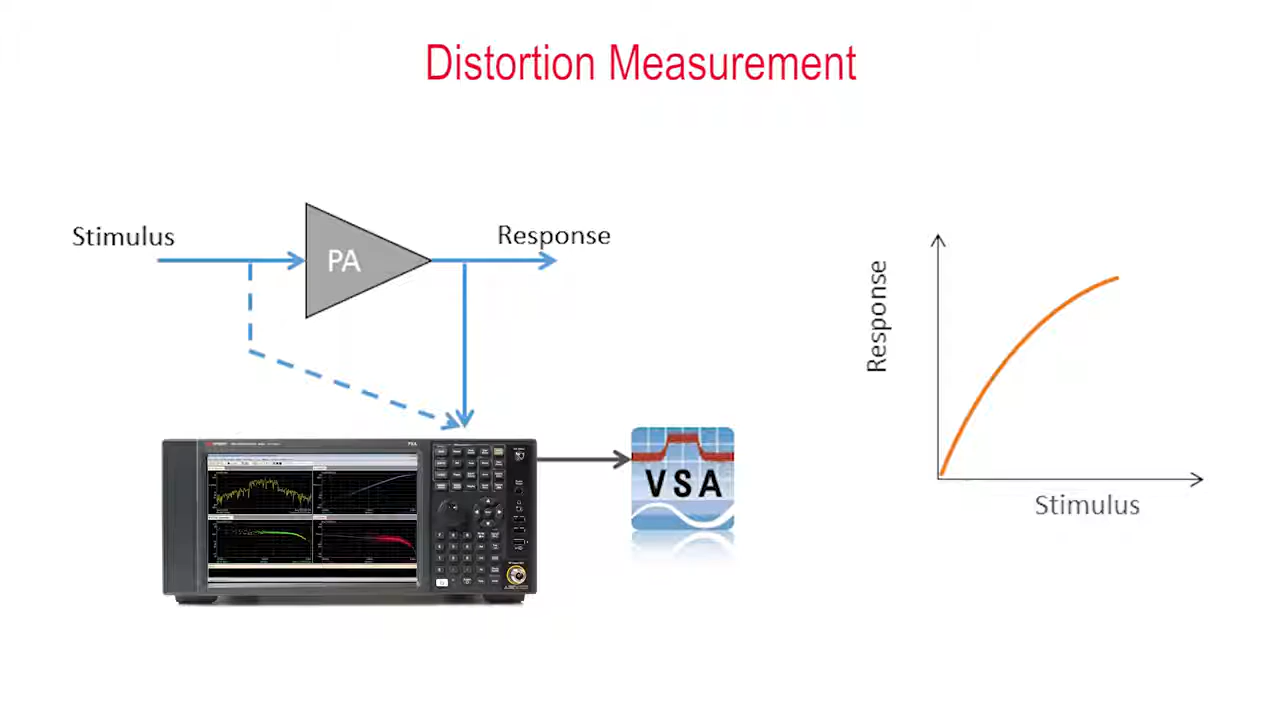 Distortion Measurement
Stimulus
PA
Response
VSA
Response
Stimulus